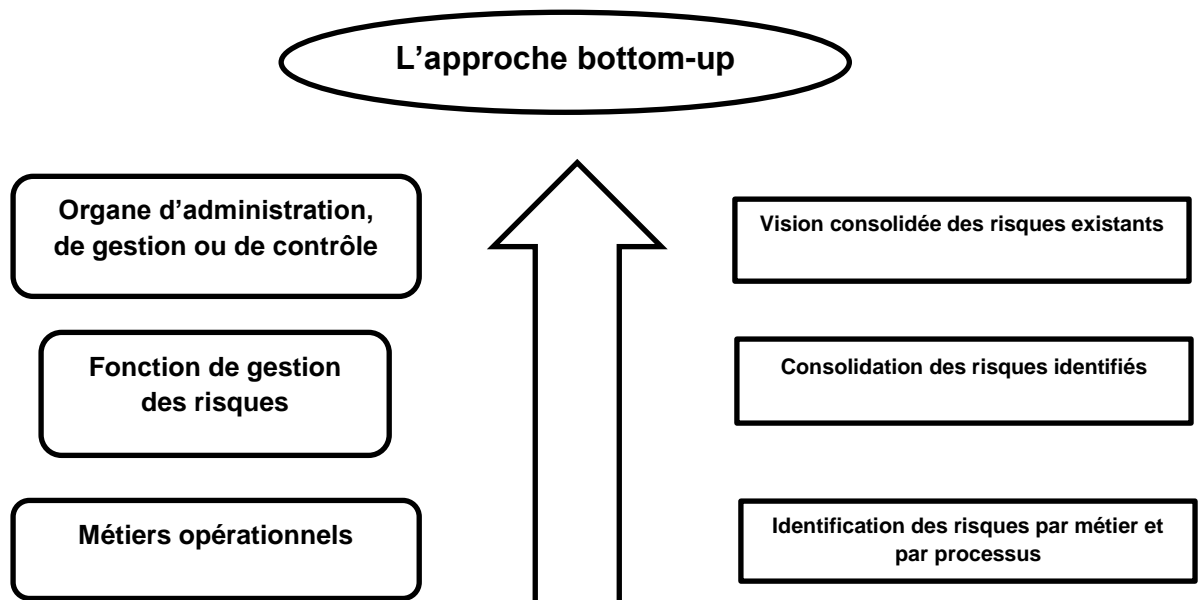 L’approche bottom-up
Organe d’administration,
de gestion ou de contrôle
Vision consolidée des risques existants
Fonction de gestion
des risques
Consolidation des risques identifiés
Métiers opérationnels
Identification des risques par métier et
par processus